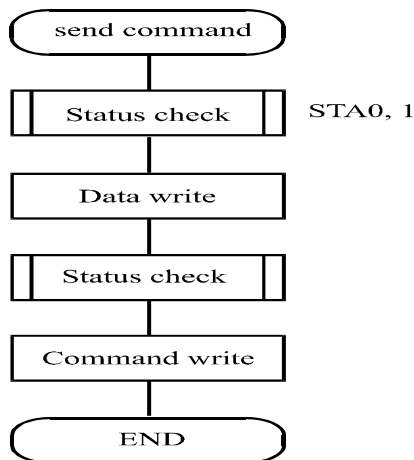 send command
Status check
STA0, 1
Data write
Status check
Command write
END